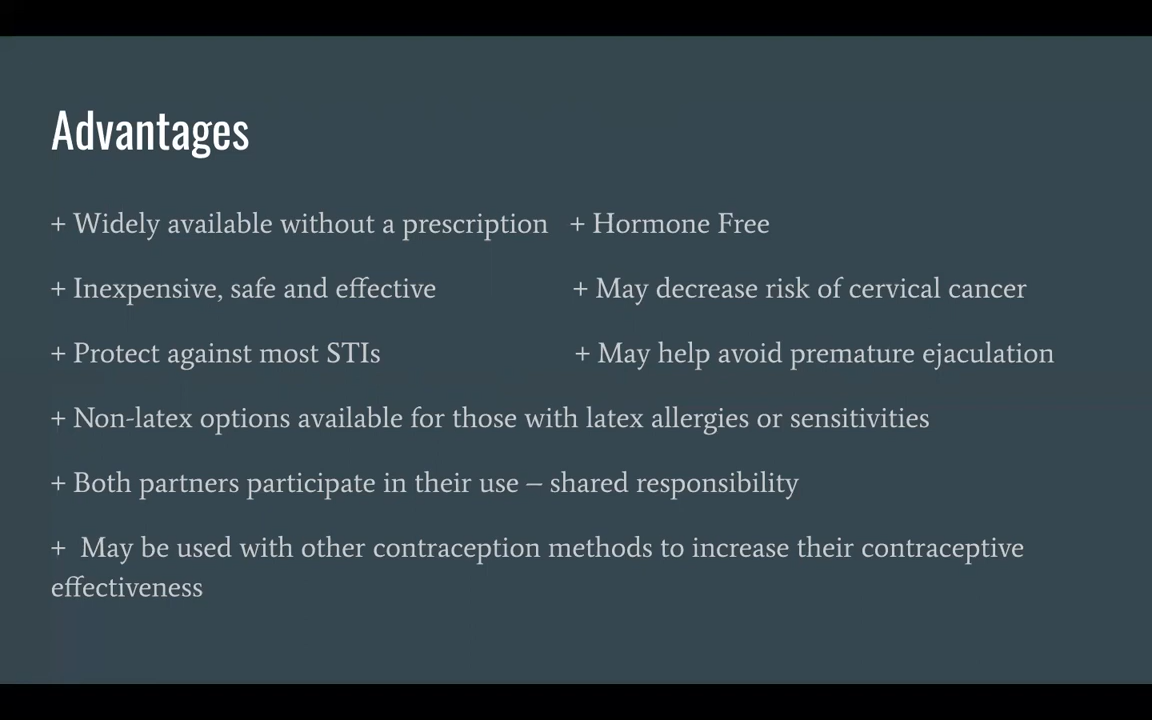 Advantages
+ Widely available without a prescription + Hormone Free
+ Inexpensive, safe and effective + May decrease risk of cervical cancer
+ Protect against most STIs + May help avoid premature ejaculation
+ Non-latex options available for those with latex allergies or sensitivities
+ Both partners participate in their use – shared responsibility
+ May be used with other contraception methods to increase their contraceptive
effectiveness